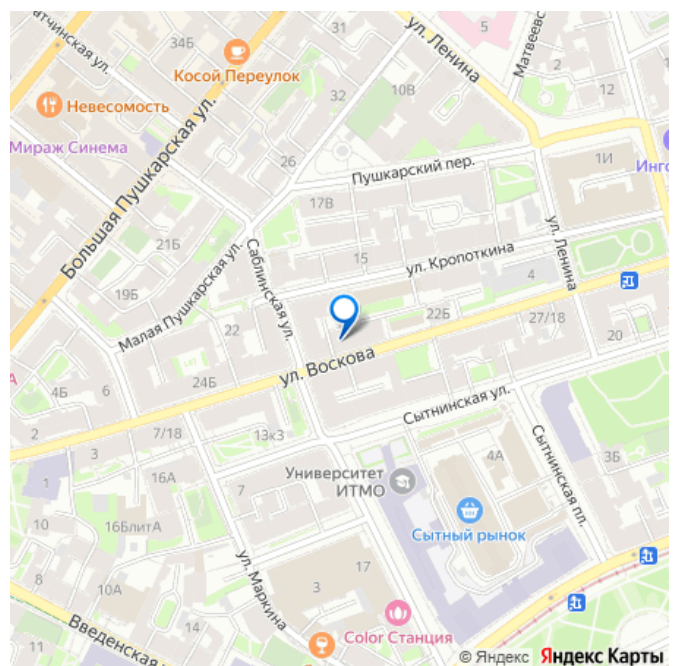 атчинская ул.
34Б
Косой Переулок
ул. Ленина
5
Матвеевс
2
12
Невесомость
32
10В
Мираж Синема
Большая Пушкарская ул.
26
Пушкарский пер.
1И
Инго
17В
ул. Ленина
21Б
Саблинская ул.
15
ул. Кропоткина
4
19Б
Малая Пушкарская ул.
22
22Б
27/18
20
А
4Б
6
24Б
ул. Воскова
Сытнинская ул.
2
3
7/18
13к3
Сытнинская пл.
1
16А
7
Университет
ИТМО
4А
3Б
10
16БлитА
Сытный рынок
8
14
ул. Маркина
3
17
11
Введенская у
Color Станция
© Яндекс Яндекс Карты